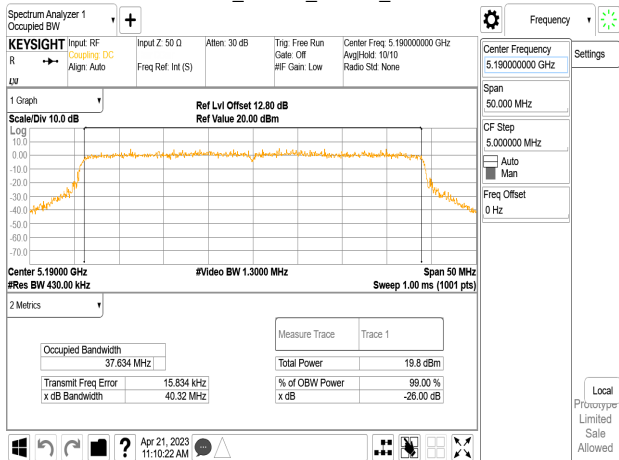 Spectrum Analyzer 1
Occupied BW
Frequency
KEYSIGHT
R
LXI
Input: RF
Coupling: DC
Align: Auto
Input Z: 50 Ω
Freq Ref: Int (S)
Atten: 30 dB
Trig: Free Run
Gate: Off
#IF Gain: Low
Center Freq: 5.190000000 GHz
Avg|Hold: 10/10
Radio Std: None
Center Frequency
5.190000000 GHz
Settings
Span
50.000 MHz
CF Step
5.000000 MHz
Auto
Man
Freq Offset
0 Hz
Local
Prototype
Limited
Sale
Allowed
1 Graph
Scale/Div 10.0 dB
Ref Lvl Offset 12.80 dB
Ref Value 20.00 dBm
Log
10.0
0.00
-10.0
-20.0
-30.0
-40.0
-50.0
-60.0
-70.0
Center 5.19000 GHz
#Video BW 1.3000 MHz
Span 50 MHz
#Res BW 430.00 kHz
Sweep 1.00 ms (1001 pts)
2 Metrics
Measure Trace Trace 1
Occupied Bandwidth
37.634 MHz
Total Power 19.8 dBm
Transmit Freq Error 15.834 kHz
% of OBW Power 99.00 %
x dB Bandwidth 40.32 MHz
x dB -26.00 dB
?
Apr 21, 2023
11:10:22 AM